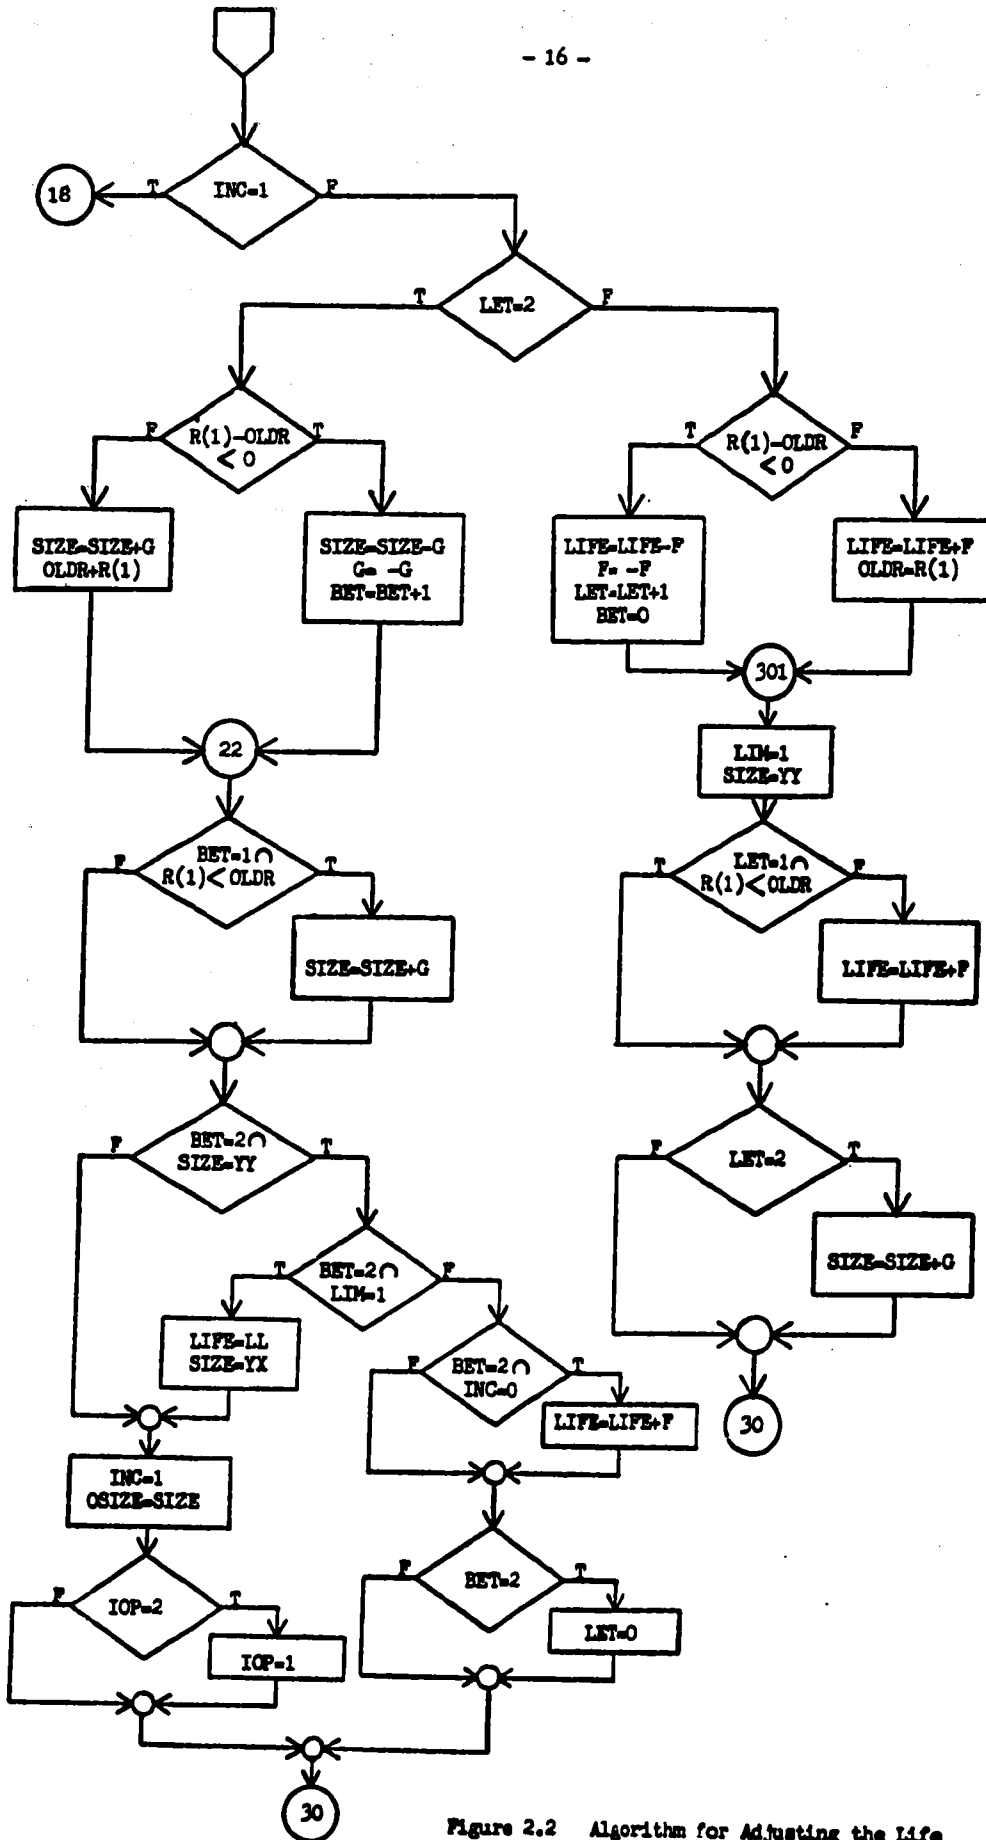 - 16 -
18
T
INC=1
F
T
LET=2
F
F
R(1)-OLDR
< 0
T
T
R(1)-OLDR
< 0
F
SIZE=SIZE+G
OLDR+R(1)
SIZE=SIZE-G
G= -G
BET=BET+1
LIFE=LIFE-F
F= -F
LET=LET+1
BET=0
LIFE=LIFE+F
OLDR=R(1)
301
22
LIM=1
SIZE=YY
F
BET=1∩
R(1)<OLDR
T
SIZE=SIZE+G
T
LET=1∩
R(1)<OLDR
F
LIFE=LIFE+F
F
BET=2∩
SIZE=YY
T
F
LET=2
T
SIZE=SIZE+G
30
T
BET=2∩
LIM=1
F
LIFE=LL
SIZE=YX
F
BET=2∩
INC=0
T
LIFE=LIFE+F
INC=1
OSIZE=SIZE
F
IOP=2
T
IOP=1
F
BET=2
T
LET=0
30
Figure 2.2 Algorithm for Adjusting the Life